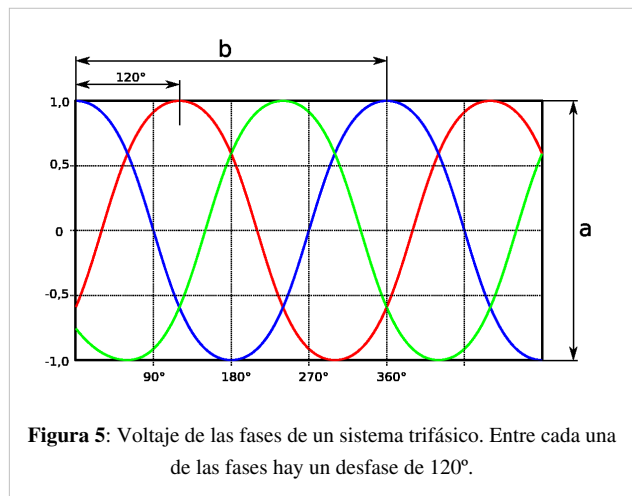 b
120°
1,0
0,5
0
-0,5
-1,0
a
90° 180° 270° 360°
Figura 5: Voltaje de las fases de un sistema trifásico. Entre cada una
de las fases hay un desfase de 120º.